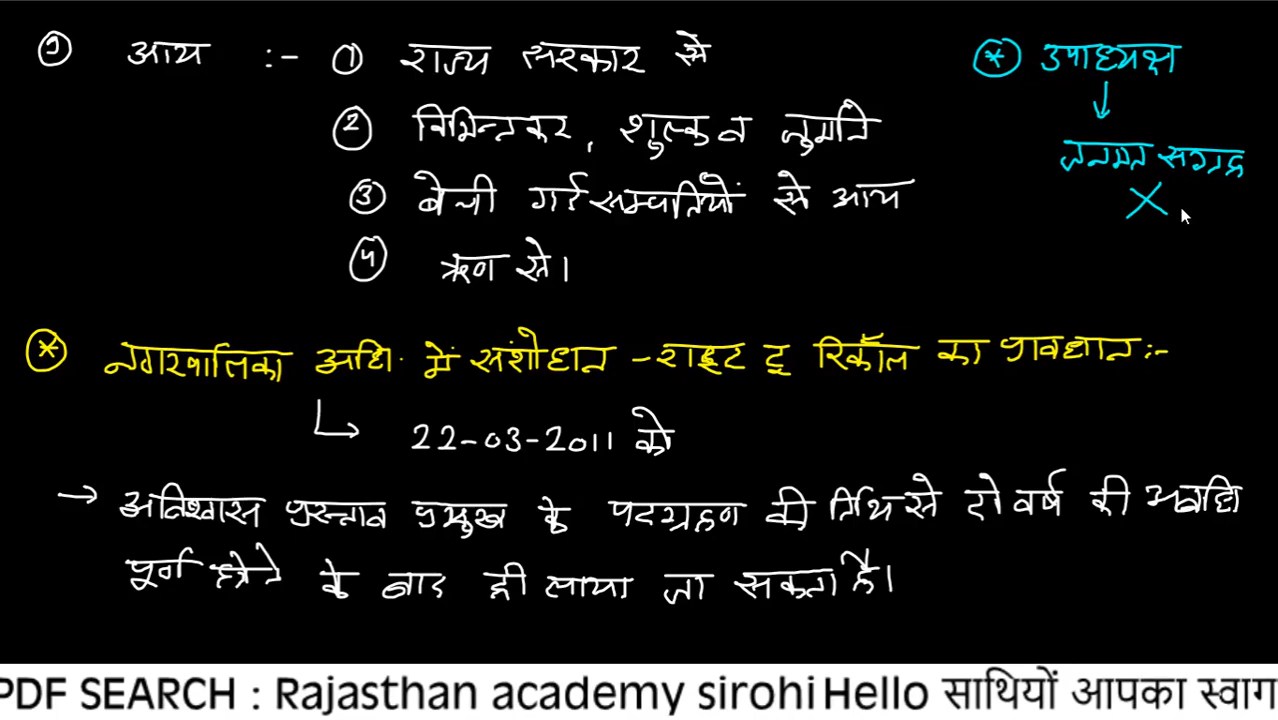 9 आय :- 1 राज्य सरकार से
2 विभिन्न कर, शुल्क व जुर्माने
3 बेची गई सम्पतियों से आय
4 ऋण से।
* उपाध्यक्ष
↓
जनमत संग्रह
X
* नगरपालिका अधि. में संशोधान - राइट टू रिकॉल का प्रावधान :-
↳ 22-03-2011 को
→ अविश्वास प्रस्ताव प्रमुख के पदग्रहण की तिथि से दो वर्ष की अवधि
पूर्ण होने के बाद ही लाया जा सकता है।
PDF SEARCH : Rajasthan academy sirohi Hello साथियों आपका स्वाग